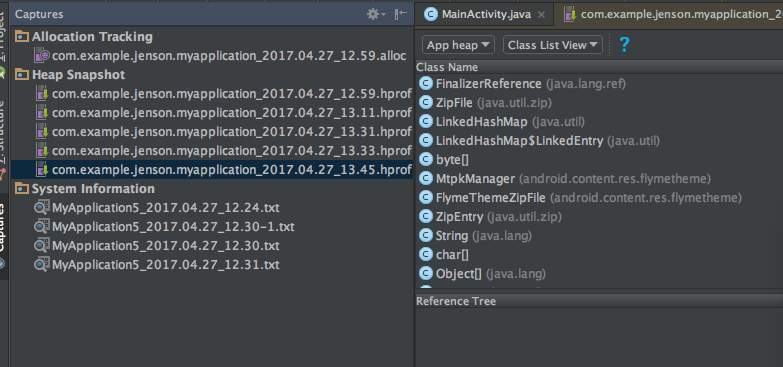 Captures
Allocation Tracking
com.example.jenson.myapplication_2017.04.27_12.59.alloc
Heap Snapshot
com.example.jenson.myapplication_2017.04.27_12.59.hprof
com.example.jenson.myapplication_2017.04.27_13.11.hprof
com.example.jenson.myapplication_2017.04.27_13.31.hprof
com.example.jenson.myapplication_2017.04.27_13.33.hprof
com.example.jenson.myapplication_2017.04.27_13.45.hprof
System Information
MyApplication5_2017.04.27_12.24.txt
MyApplication5_2017.04.27_12.30-1.txt
MyApplication5_2017.04.27_12.30.txt
MyApplication5_2017.04.27_12.31.txt
Project
Z: Structure
Captures
MainActivity.java
com.example.jenson.myapplication_2
App heap
Class List View
?
Class Name
FinalizerReference (java.lang.ref)
ZipFile (java.util.zip)
LinkedHashMap (java.util)
LinkedHashMap$LinkedEntry (java.util)
byte[]
MtpkManager (android.content.res.flymetheme)
FlymeThemeZipFile (android.content.res.flymetheme)
ZipEntry (java.util.zip)
String (java.lang)
char[]
Object[] (java.lang)
Reference Tree